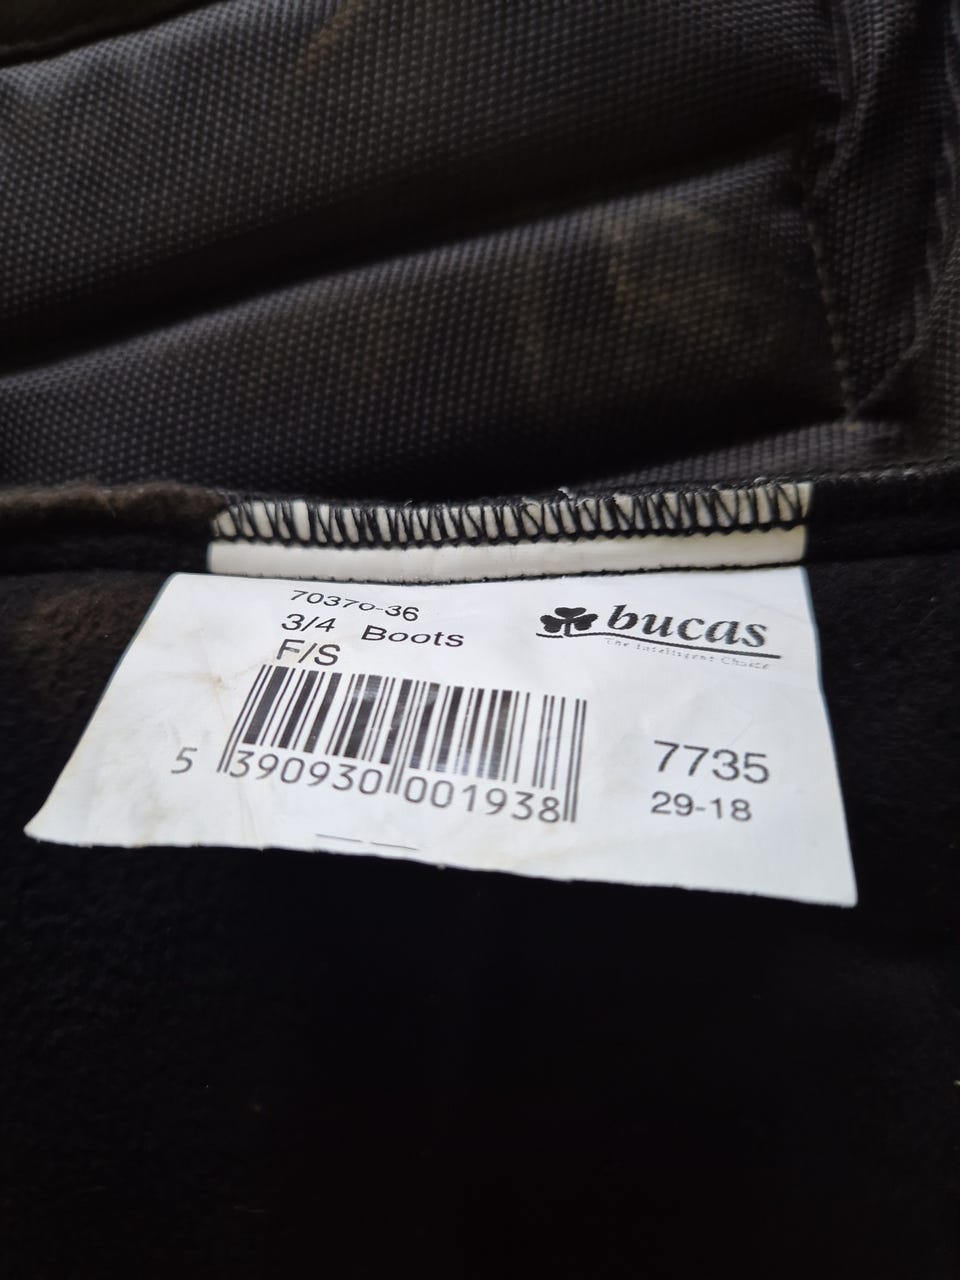 70370-36
3/4 Boots
F/S
bucas
The Intelligent Choice
5 390930 001938
7735
29-18